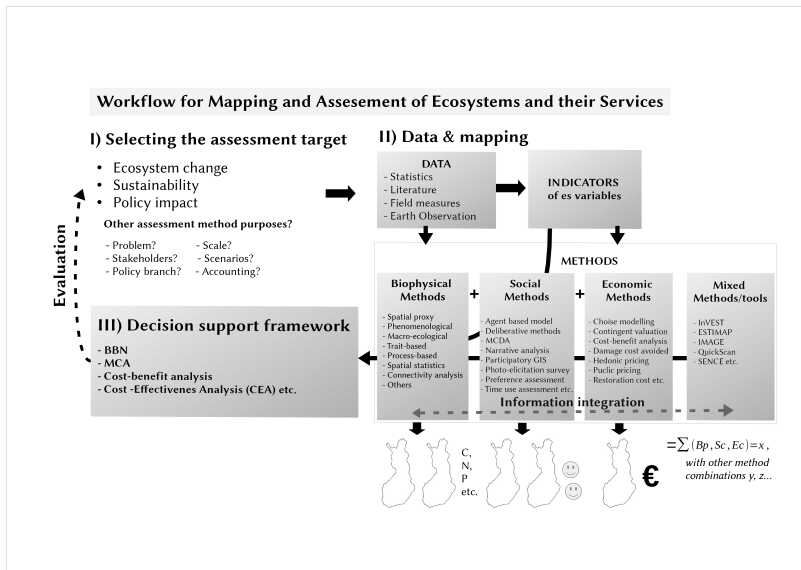 Workflow for Mapping and Assesement of Ecosystems and their Services
I) Selecting the assessment target
• Ecosystem change
• Sustainability
• Policy impact
Other assessment method purposes?
- Problem? - Scale?
- Stakeholders? - Scenarios?
- Policy branch? - Accounting?
Evaluation
II) Data & mapping
DATA
- Statistics
- Literature
- Field measures
- Earth Observation
INDICATORS
of es variables
METHODS
Biophysical
Methods
- Spatial proxy
- Phenomenological
- Macro-ecological
- Trait-based
- Process-based
- Spatial statistics
- Connectivity analysis
- Others
+
Social
Methods
- Agent based model
- Deliberative methods
- MCDA
- Narrative analysis
- Participatory GIS
- Photo-elicitation survey
- Preference assessment
- Time use assessment etc.
+
Economic
Methods
- Choise modelling
- Contingent valuation
- Cost-benefit analysis
- Damage cost avoided
- Hedonic pricing
- Puclic pricing
- Restoration cost etc.
Mixed
Methods/tools
- InVEST
- ESTIMAP
- IMAGE
- QuickScan
- SENCE etc.
Information integration
III) Decision support framework
- BBN
- MCA
- Cost-benefit analysis
- Cost -Effectivenes Analysis (CEA) etc.
C,
N,
P
etc.
€
=∑(Bp,Sc,Ec)=x,
with other method
combinations y, z...